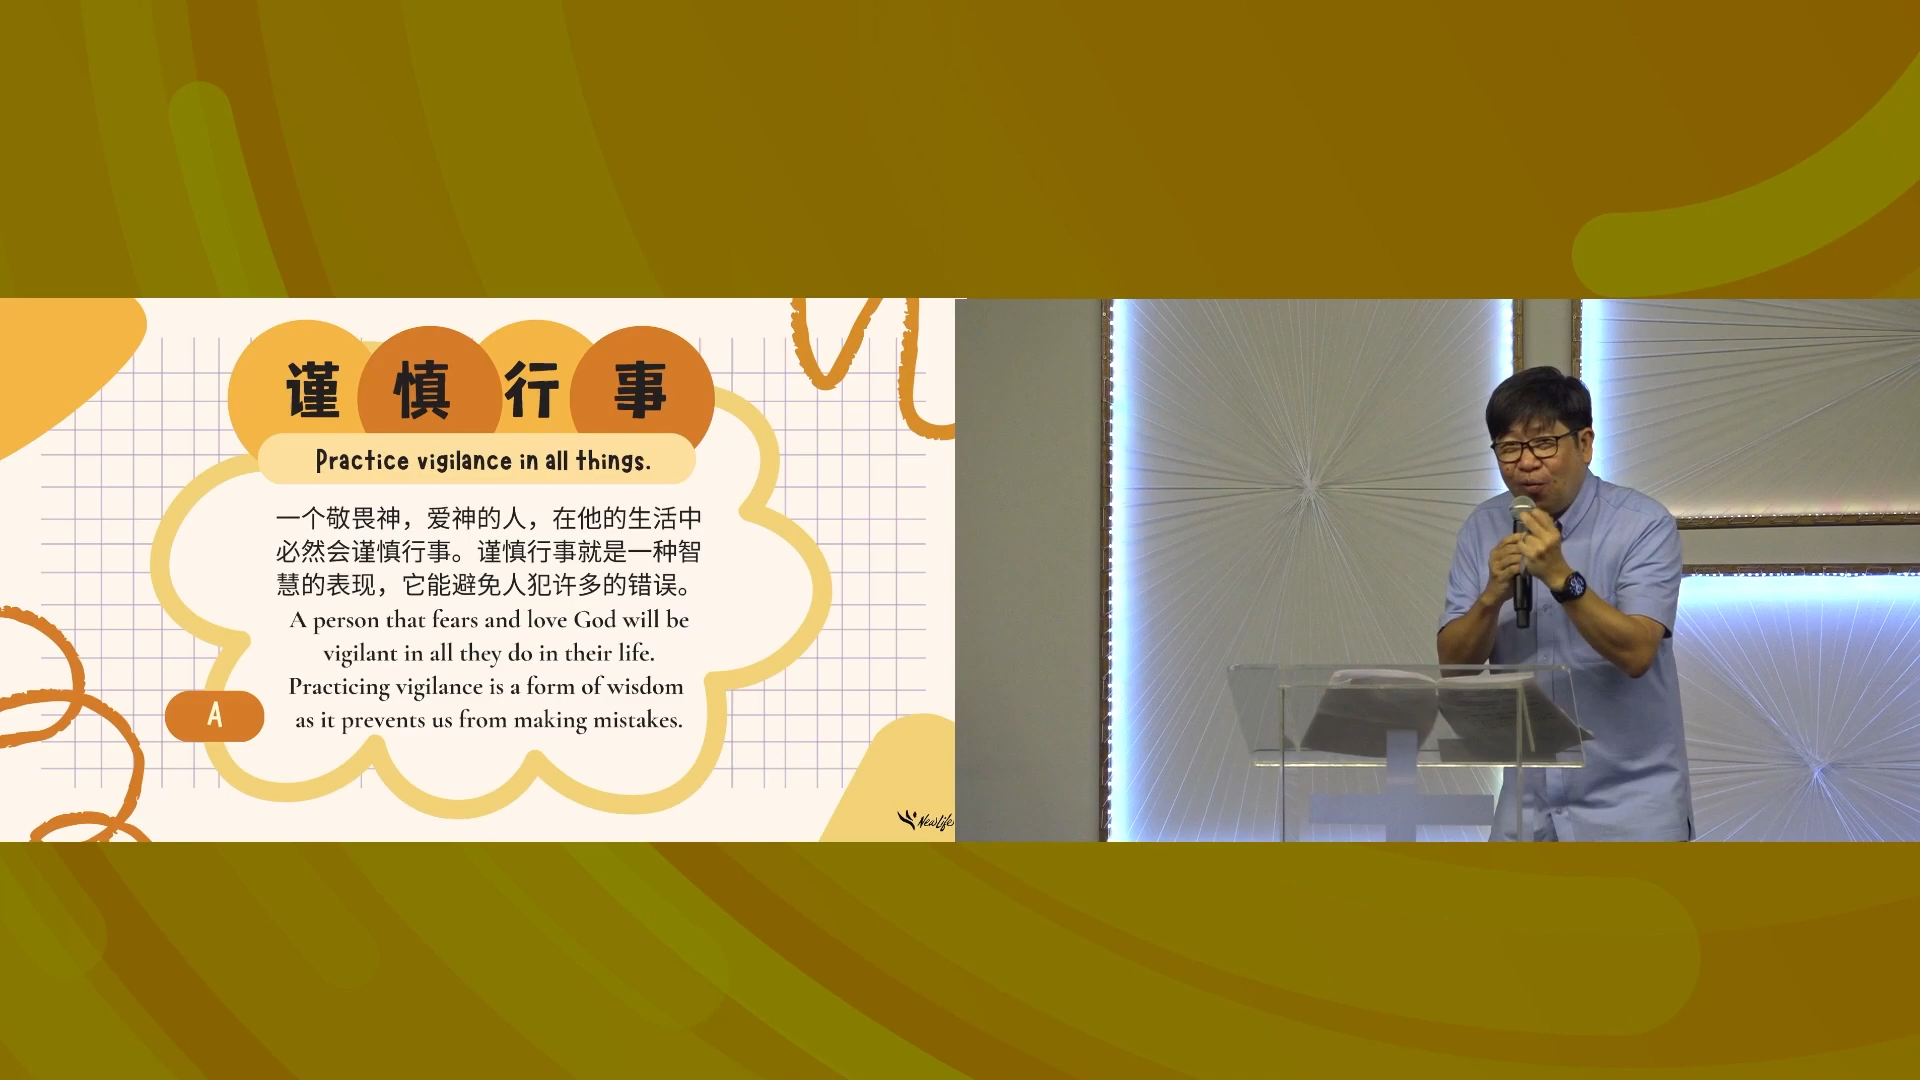 谨慎行事
Practice vigilance in all things.
一个敬畏神，爱神的人，在他的生活中
必然会谨慎行事。谨慎行事就是一种智
慧的表现，它能避免人犯许多的错误。
A person that fears and love God will be
vigilant in all they do in their life.
Practicing vigilance is a form of wisdom
as it prevents us from making mistakes.
A
NewLife